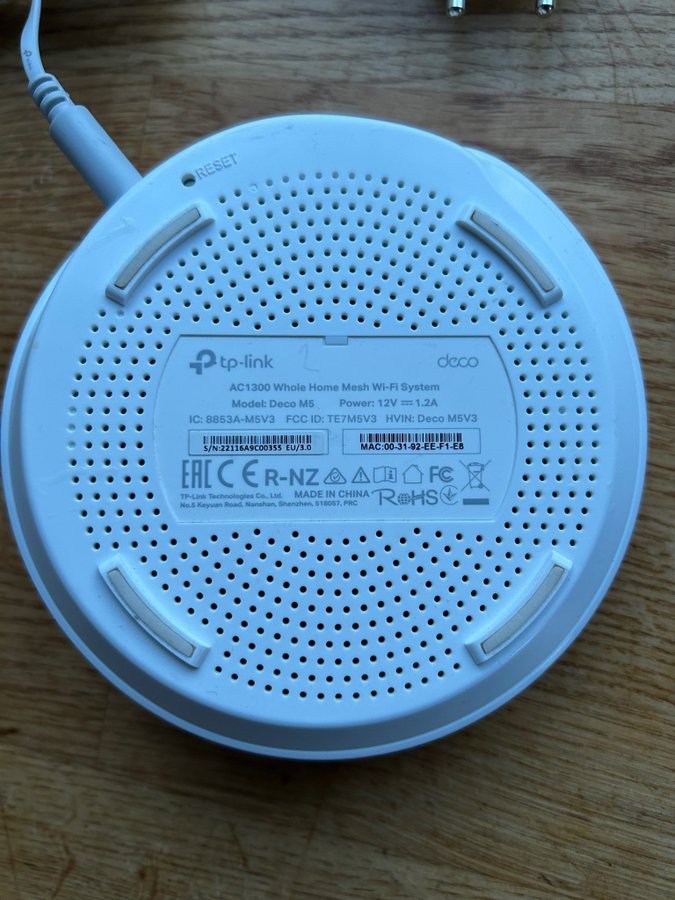 RESET
tp-link
deco
AC1300 Whole Home Mesh Wi-Fi System
Model: Deco M5 Power: 12V ⎓ 1.2A
IC: 8853A-M5V3 FCC ID: TE7M5V3 HVIN: Deco M5V3
S/N:22116A9C00355 EU/3.0
MAC:00-31-92-EE-F1-E8
EAC CE R-NZ FC
TP-Link Technologies Co., Ltd. MADE IN CHINA RoHS
No.5 Keyuan Road, Nanshan, Shenzhen, 518057, PRC